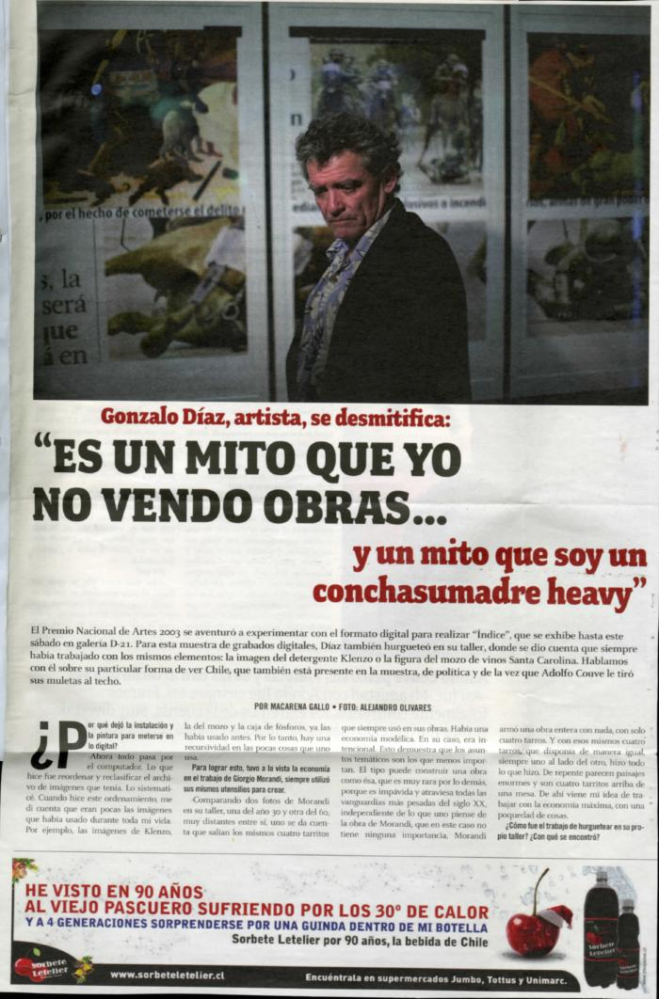 , por el hecho de cometerse el delito
s, la
será
que
á en
n
Gonzalo Díaz, artista, se desmitifica:
“ES UN MITO QUE YO
NO VENDO OBRAS...
y un mito que soy un
conchasumadre heavy”
El Premio Nacional de Artes 2003 se aventuró a experimentar con el formato digital para realizar “Índice”, que se exhibe hasta este
sábado en galería D-21. Para esta muestra de grabados digitales, Díaz también hurgueteó en su taller, donde se dio cuenta que siempre
había trabajado con los mismos elementos: la imagen del detergente Klenzo o la figura del mozo de vinos Santa Carolina. Hablamos
con él sobre su particular forma de ver Chile, que también está presente en la muestra, de política y de la vez que Adolfo Couve le tiró
sus muletas al techo.
POR MACARENA GALLO • FOTO: ALEJANDRO OLIVARES
¿Por qué dejó la instalación y
la pintura para meterse en
lo digital?
-Ahora todo pasa por
el computador. Lo que
hice fue reordenar y reclasificar el archi-
vo de imágenes que tenía. Lo sistemati-
cé. Cuando hice este ordenamiento, me
di cuenta que eran pocas las imágenes
que había usado durante toda mi vida.
Por ejemplo, las imágenes de Klenzo,
la del mozo y la caja de fósforos, ya las
había usado antes. Por lo tanto, hay una
recursividad en las pocas cosas que uno
usa.
Para lograr esto, tuvo a la vista la economía
en el trabajo de Giorgio Morandi, siempre utilizó
sus mismos utensilios para crear.
-Comparando dos fotos de Morandi
en su taller, una del año 30 y otra del 60,
muy distantes entre sí, uno se da cuen-
ta que salían los mismos cuatro tarritos
que siempre usó en sus obras. Había una
economía modélica. En su caso, era in-
tencional. Esto demuestra que los asun-
tos temáticos son los que menos impor-
tan. El tipo puede construir una obra
como ésa, que es muy rara por lo demás,
porque es impávida y atraviesa todas las
vanguardias más pesadas del siglo XX,
independiente de lo que uno piense de
la obra de Morandi, que en este caso no
tiene ninguna importancia. Morandi
armó una obra entera con nada, con solo
cuatro tarros. Y con esos mismos cuatro
tarros, que disponía de manera igual,
siempre uno al lado del otro, hizo todo
lo que hizo. De repente parecen paisajes
enormes y son cuatro tarritos arriba de
una mesa. De ahí viene mi idea de tra-
bajar con la economía máxima, con una
poquedad de cosas.
¿Cómo fue el trabajo de hurguetear en su pro-
pio taller? ¿Con qué se encontró?
HE VISTO EN 90 AÑOS
AL VIEJO PASCUERO SUFRIENDO POR LOS 30º DE CALOR
Y A 4 GENERACIONES SORPRENDERSE POR UNA GUINDA DENTRO DE MI BOTELLA
Sorbete Letelier por 90 años, la bebida de Chile
Sorbete
Letelier
www.sorbeteletelier.cl
Encuéntrala en supermercados Jumbo, Tottus y Unimarc.
Sorbete
Letelier